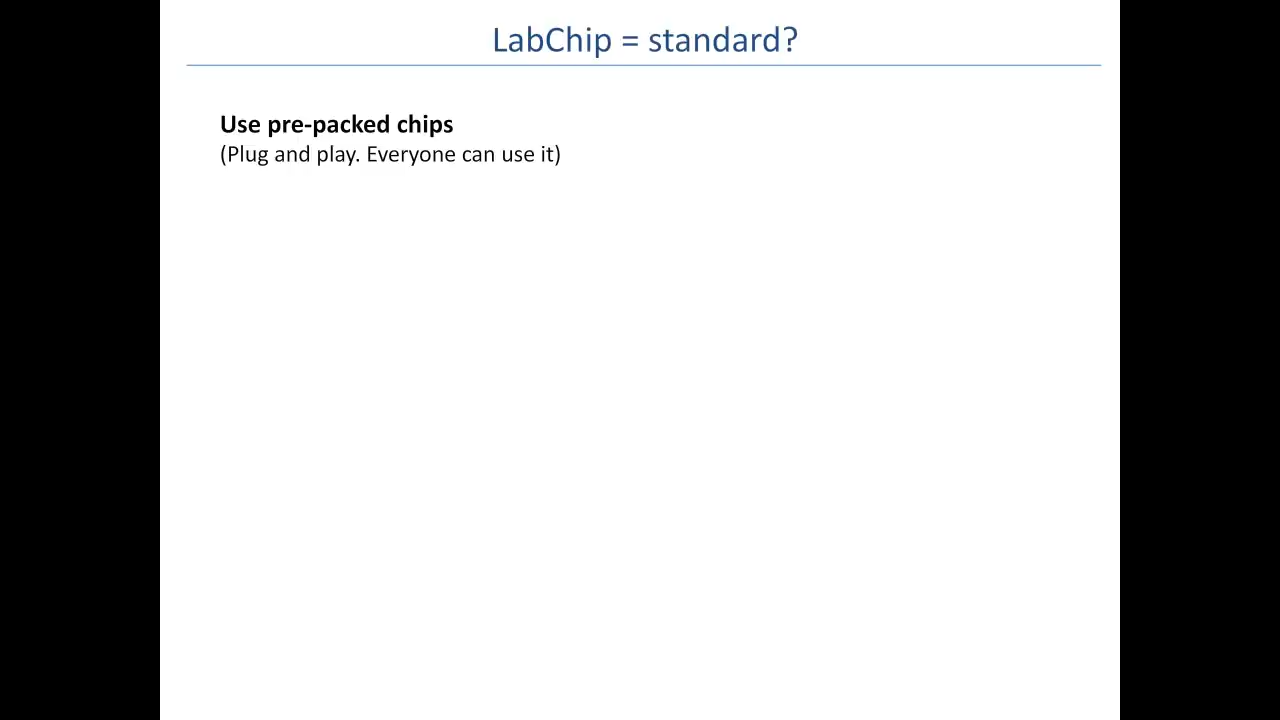 LabChip = standard?
Use pre-packed chips
(Plug and play. Everyone can use it)